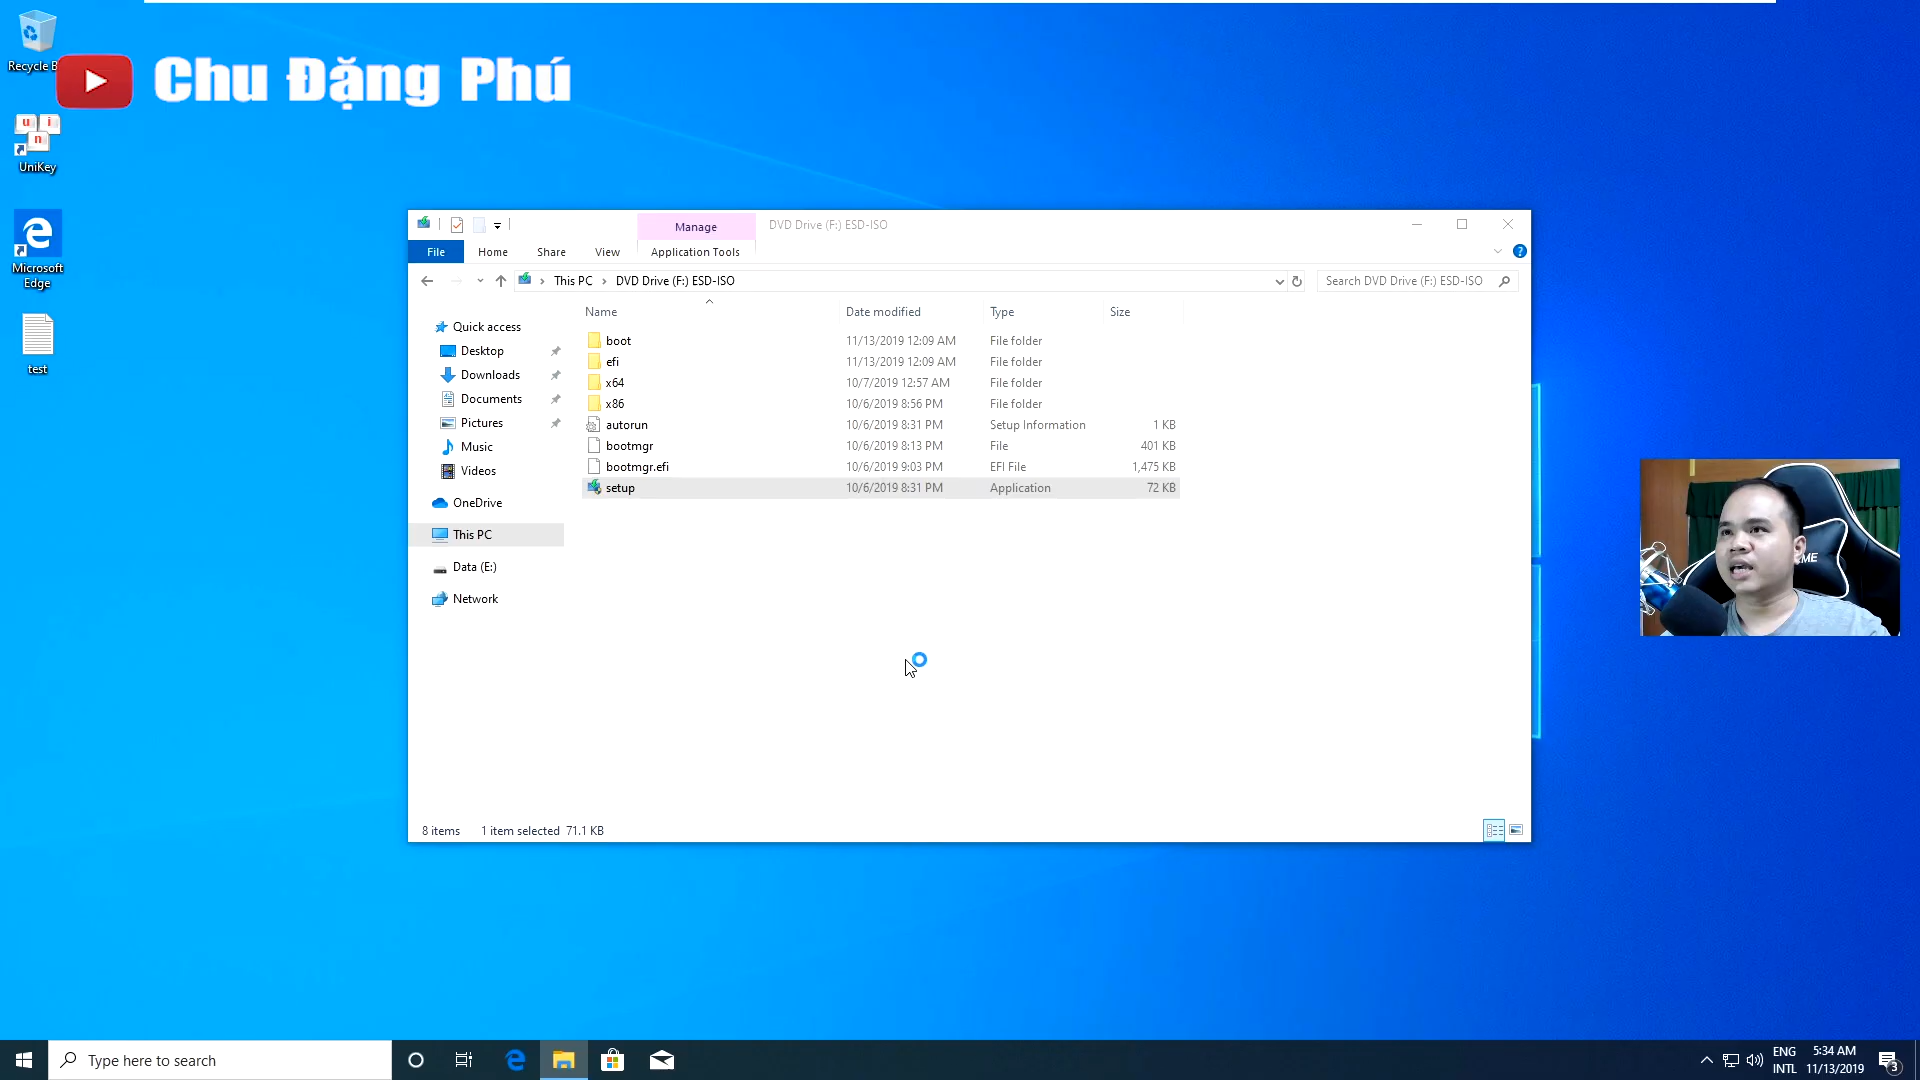 Recycle B
Chu Đặng Phú
u i n
UniKey
Microsoft
Edge
test
Manage
DVD Drive (F:) ESD-ISO
File Home Share View Application Tools
This PC › DVD Drive (F:) ESD-ISO
Search DVD Drive (F:) ESD-ISO
Name Date modified Type Size
Quick access
Desktop
Downloads
Documents
Pictures
Music
Videos
OneDrive
This PC
Data (E:)
Network
boot 11/13/2019 12:09 AM File folder
efi 11/13/2019 12:09 AM File folder
x64 10/7/2019 12:57 AM File folder
x86 10/6/2019 8:56 PM File folder
autorun 10/6/2019 8:31 PM Setup Information 1 KB
bootmgr 10/6/2019 8:13 PM File 401 KB
bootmgr.efi 10/6/2019 9:03 PM EFI File 1,475 KB
setup 10/6/2019 8:31 PM Application 72 KB
8 items 1 item selected 71.1 KB
Type here to search
ENG
INTL
5:34 AM
11/13/2019
3